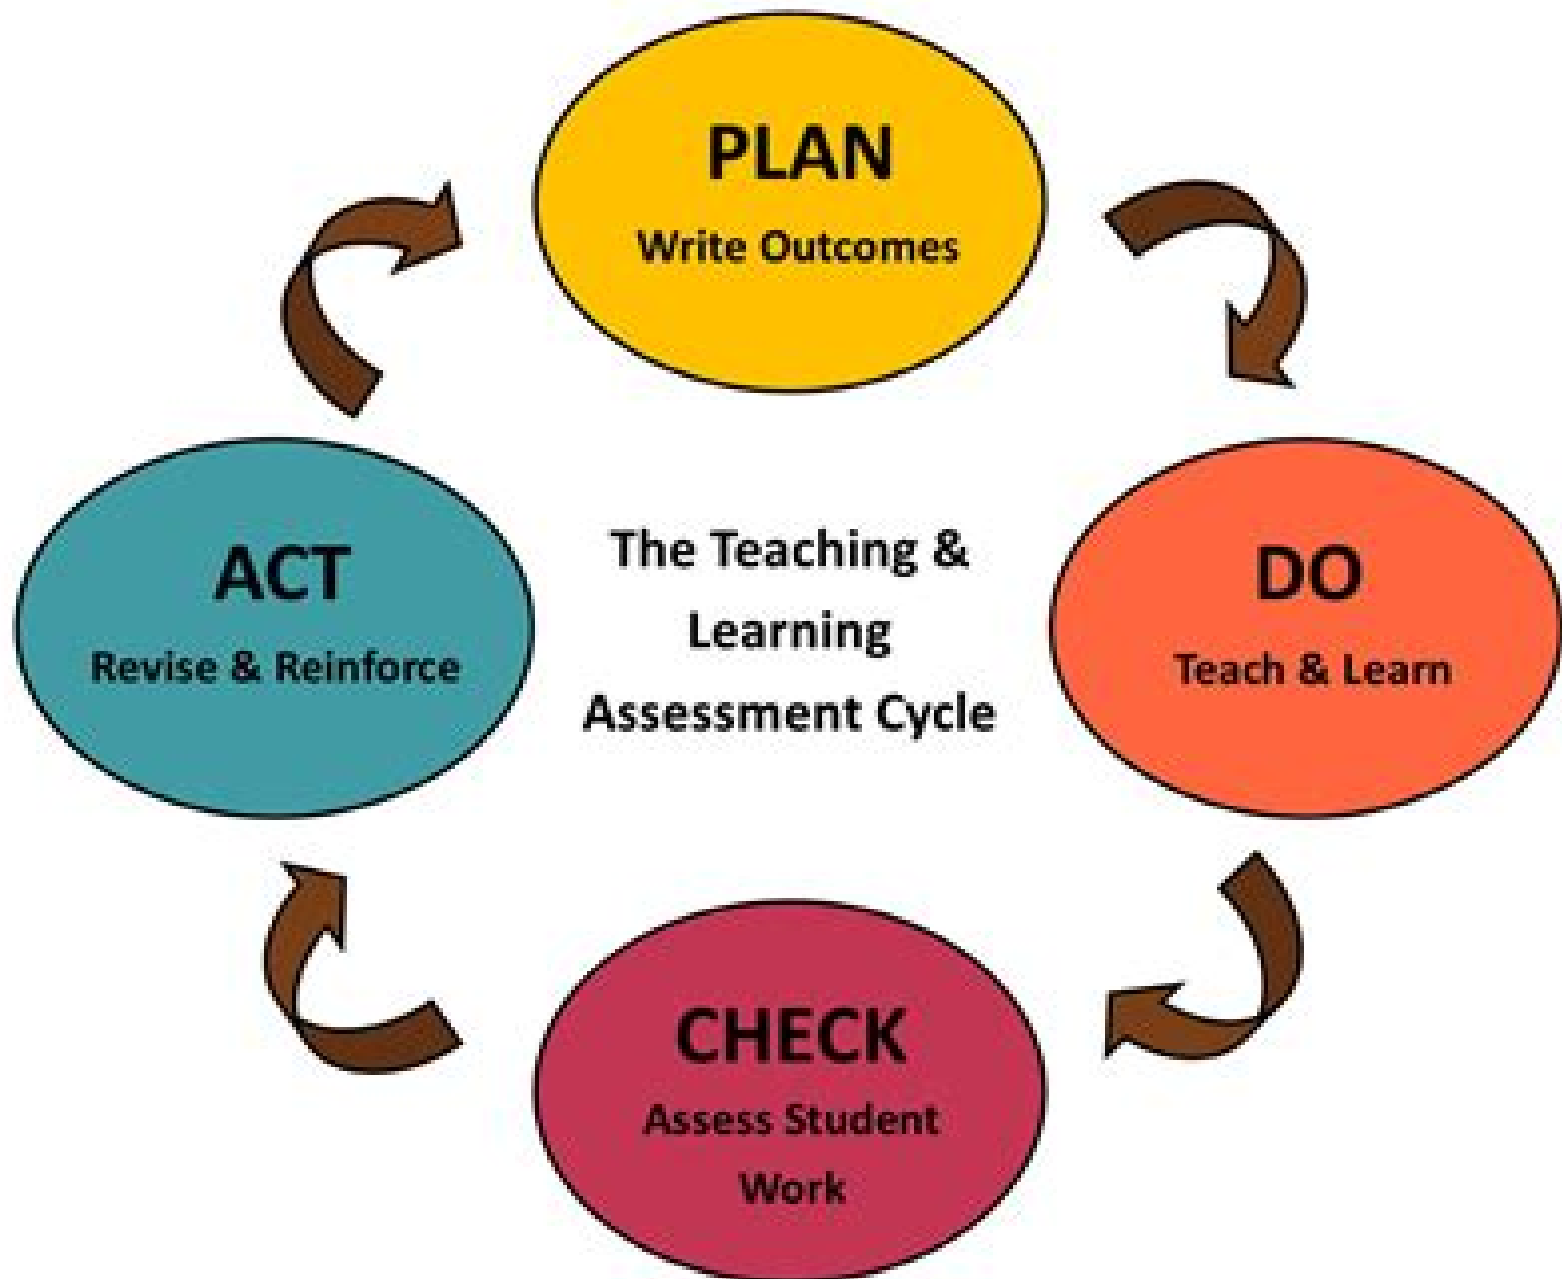 PLAN
Write Outcomes
ACT
Revise & Reinforce
The Teaching &
Learning
Assessment Cycle
DO
Teach & Learn
CHECK
Assess Student
Work